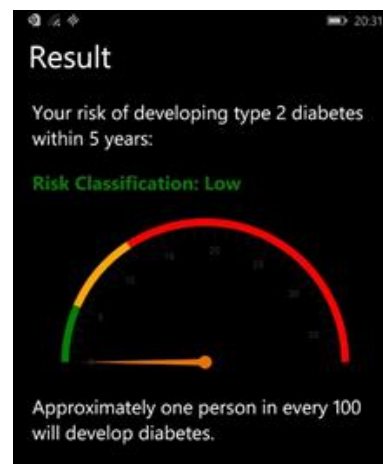 20:31
Result
Your risk of developing type 2 diabetes
within 5 years:
Risk Classification: Low
20
Approximately one person in every 100
will develop diabetes.